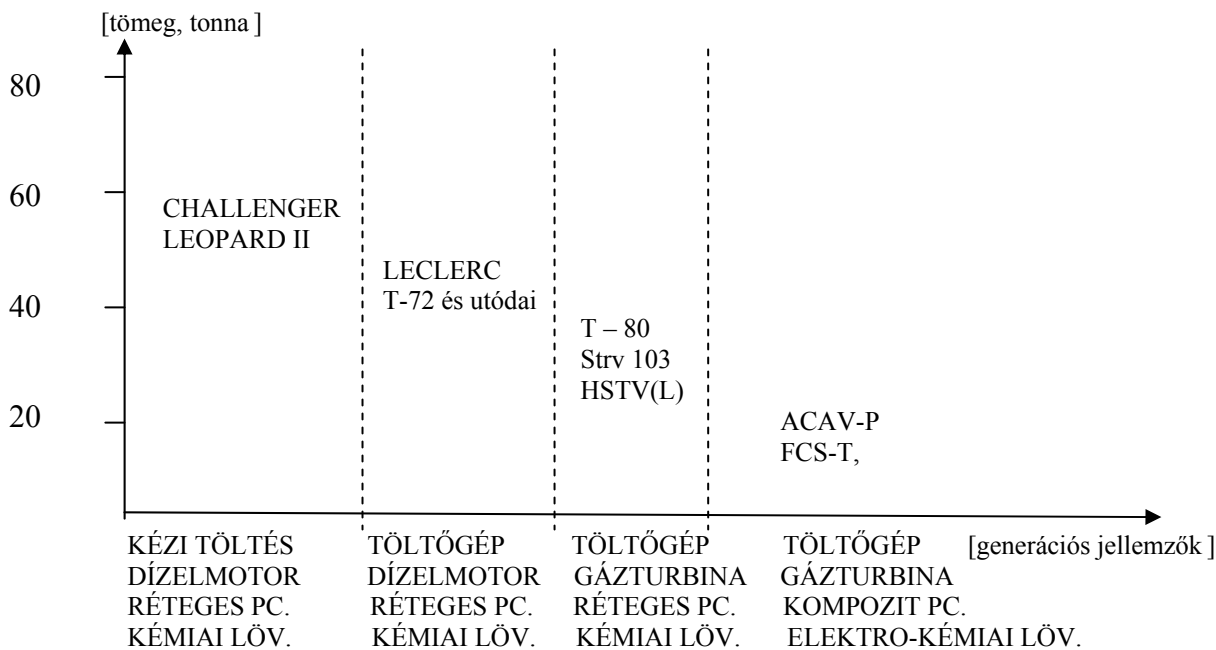 [tömeg, tonna ]
80
60
CHALLENGER
LEOPARD II
LECLERC
T-72 és utódai
40
T – 80
Strv 103
HSTV(L)
20
ACAV-P
FCS-T,
KÉZI TÖLTÉS
DÍZELMOTOR
RÉTEGES PC.
KÉMIAI LÖV.
TÖLTŐGÉP
DÍZELMOTOR
RÉTEGES PC.
KÉMIAI LÖV.
TÖLTŐGÉP
GÁZTURBINA
RÉTEGES PC.
KÉMIAI LÖV.
TÖLTŐGÉP
GÁZTURBINA
KOMPOZIT PC.
ELEKTRO-KÉMIAI LÖV.
[generációs jellemzők ]